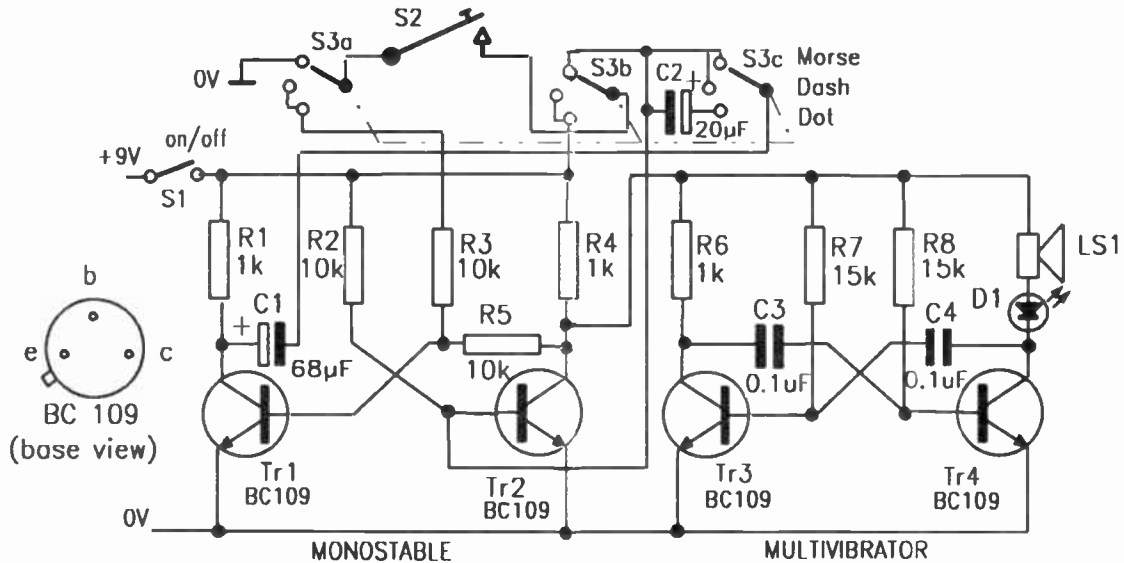 S2
S3a
S3b
S3c Morse
Dash
Dot
C2
+
20µF
0V
on/off
+9V
S1
R1
1k
R2
10k
R3
10k
R4
1k
R5
10k
R6
1k
R7
15k
R8
15k
LS1
D1
C1
+
68µF
C3
0.1uF
C4
0.1uF
b
e
c
BC 109
(base view)
Tr1
BC109
Tr2
BC109
Tr3
BC109
Tr4
BC109
0V
MONOSTABLE
MULTIVIBRATOR